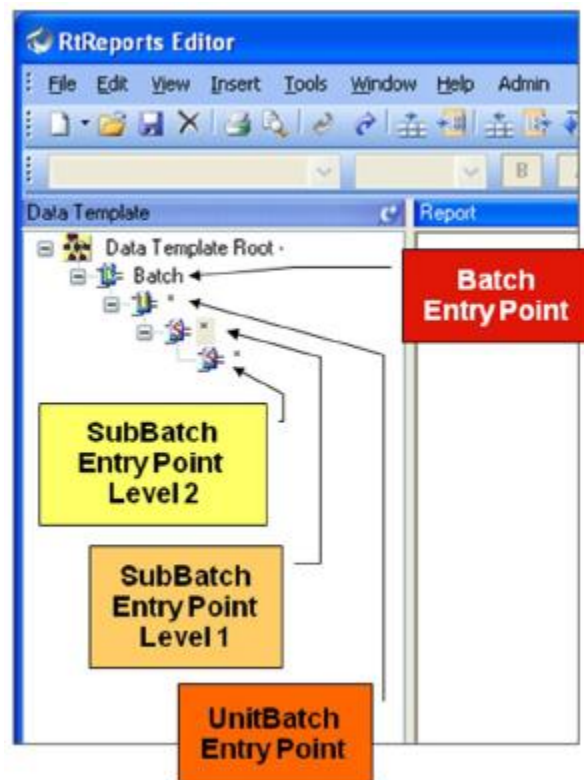 RtReports Editor
File Edit View Insert Tools Window Help Admin
B
Data Template
Report
Data Template Root
Batch
*
*
*
Batch
Entry Point
SubBatch
Entry Point
Level 2
SubBatch
Entry Point
Level 1
UnitBatch
Entry Point